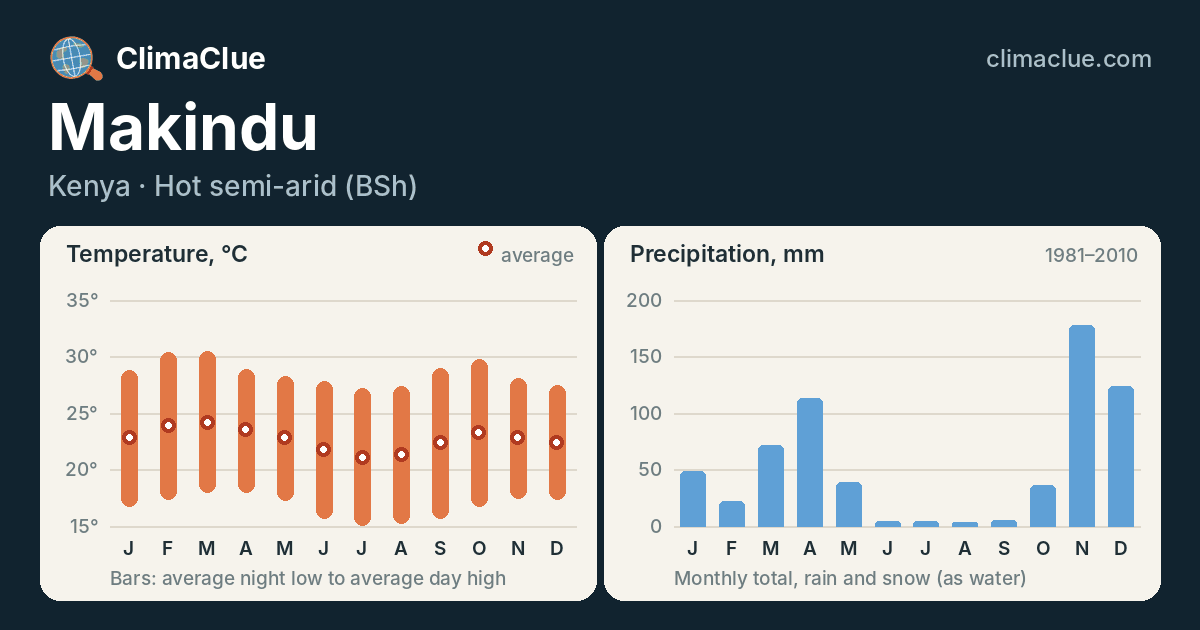 ClimaClue
climaclue.com
Makindu
Kenya · Hot semi-arid (BSh)
Temperature, °C
average
35°
30°
25°
20°
15°
J F M A M J J A S O N D
Bars: average night low to average day high
Precipitation, mm
1981–2010
200
150
100
50
0
J F M A M J J A S O N D
Monthly total, rain and snow (as water)